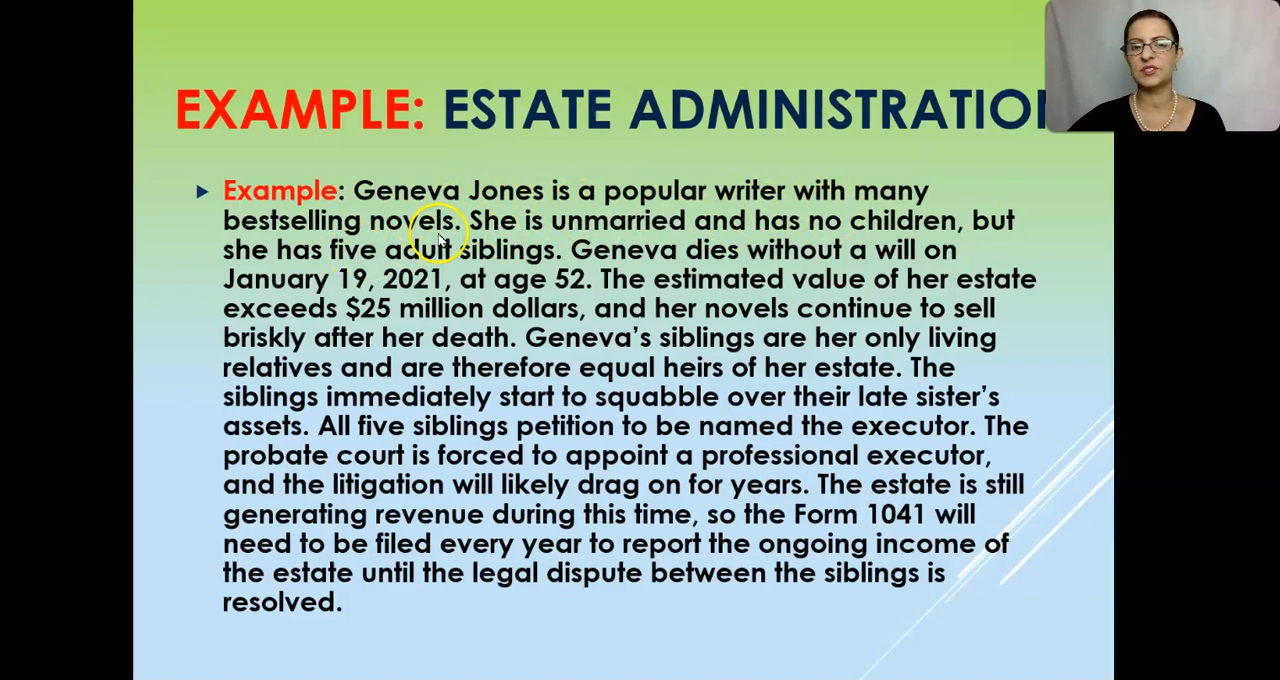 EXAMPLE: ESTATE ADMINISTRATION
Example: Geneva Jones is a popular writer with many
bestselling novels. She is unmarried and has no children, but
she has five adult siblings. Geneva dies without a will on
January 19, 2021, at age 52. The estimated value of her estate
exceeds $25 million dollars, and her novels continue to sell
briskly after her death. Geneva’s siblings are her only living
relatives and are therefore equal heirs of her estate. The
siblings immediately start to squabble over their late sister’s
assets. All five siblings petition to be named the executor. The
probate court is forced to appoint a professional executor,
and the litigation will likely drag on for years. The estate is still
generating revenue during this time, so the Form 1041 will
need to be filed every year to report the ongoing income of
the estate until the legal dispute between the siblings is
resolved.